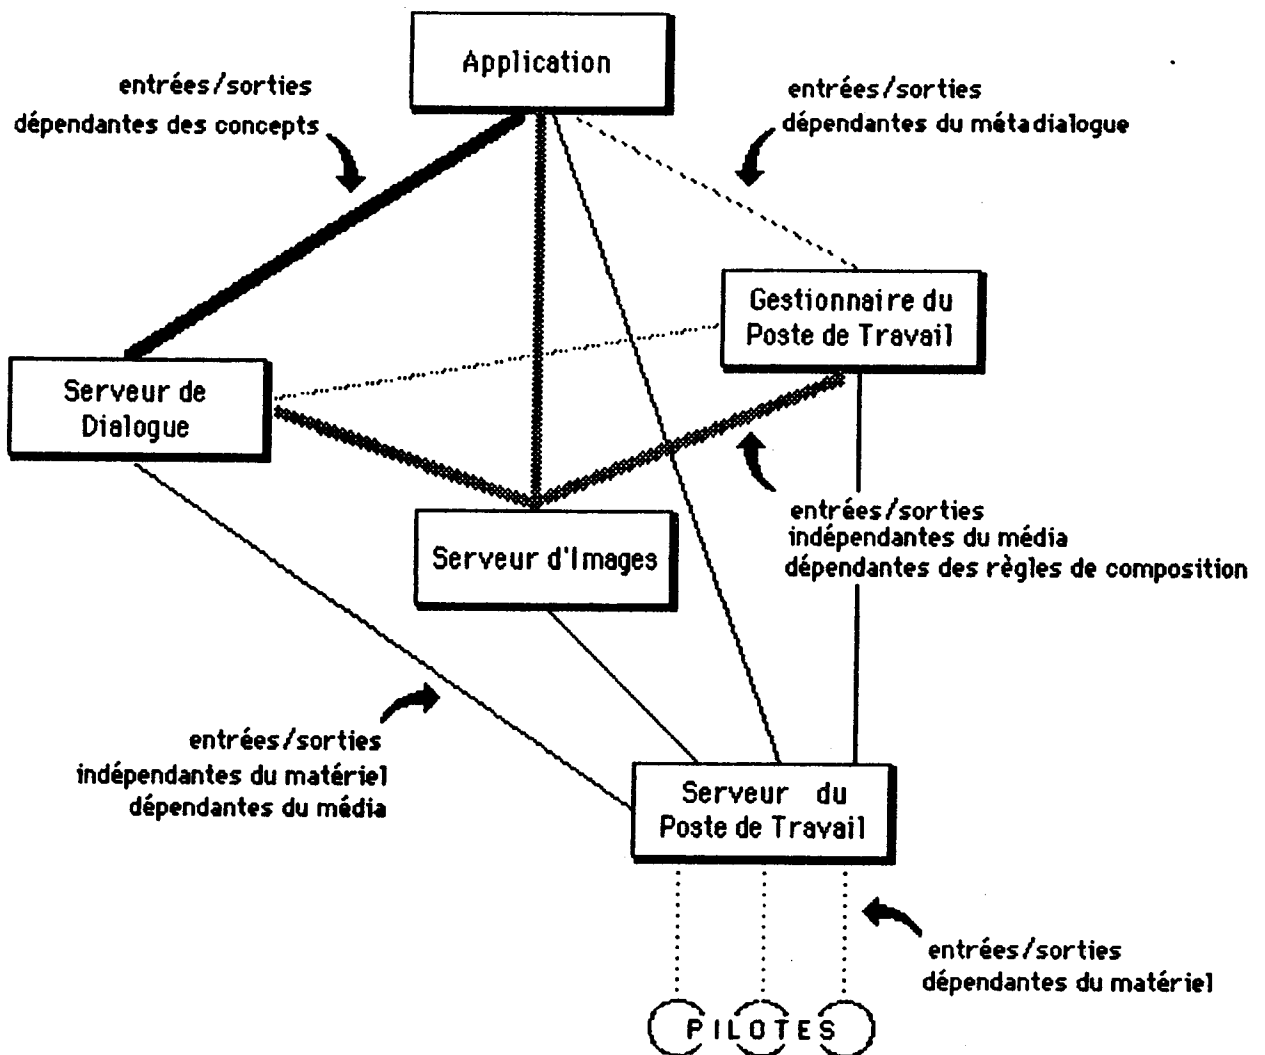 Application
entrées/sorties
dépendantes des concepts
entrées/sorties
dépendantes du métadialogue
Gestionnaire du
Poste de Travail
Serveur de
Dialogue
entrées/sorties
indépendantes du média
dépendantes des règles de composition
Serveur d'Images
entrées/sorties
indépendantes du matériel
dépendantes du média
Serveur du
Poste de Travail
entrées/sorties
dépendantes du matériel
PILOTES